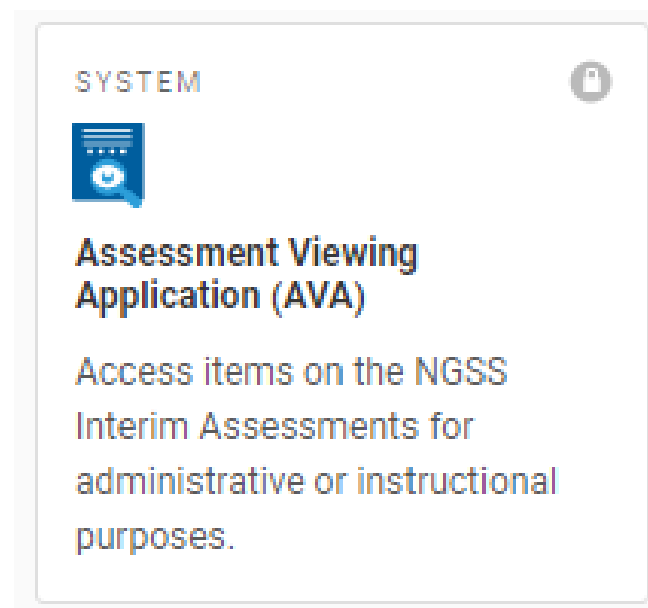 SYSTEM
Assessment Viewing
Application (AVA)
Access items on the NGSS
Interim Assessments for
administrative or instructional
purposes.